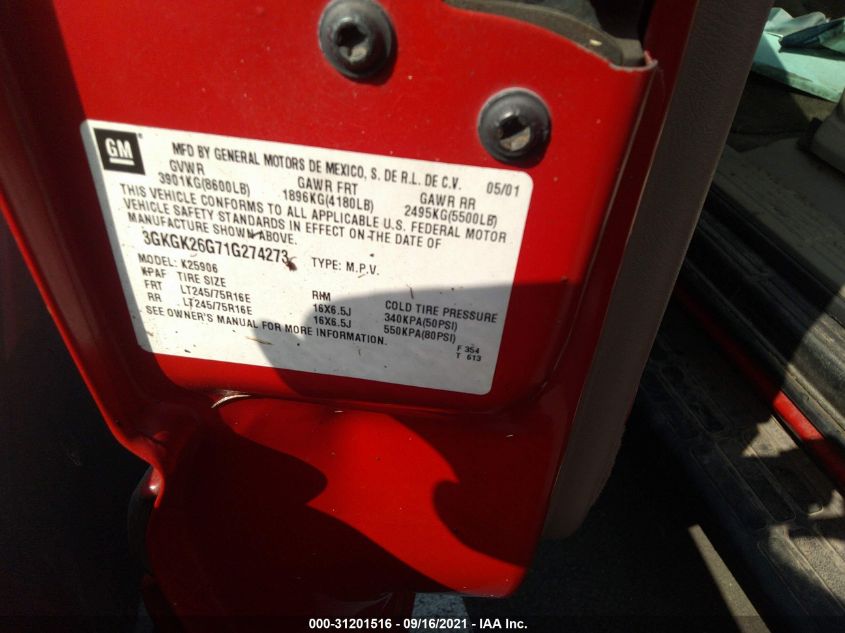 GM
MFD BY GENERAL MOTORS DE MEXICO, S. DE R.L. DE C.V. 05/01
GVWR GAWR FRT GAWR RR
3901KG(8600LB) 1896KG(4180LB) 2495KG(5500LB)
THIS VEHICLE CONFORMS TO ALL APPLICABLE U.S. FEDERAL MOTOR
VEHICLE SAFETY STANDARDS IN EFFECT ON THE DATE OF
MANUFACTURE SHOWN ABOVE.
3GKGK26G71G274273 TYPE: M.P.V.
MODEL: K25906
KPAF TIRE SIZE RHM COLD TIRE PRESSURE
FRT LT245/75R16E 16X6.5J 340KPA(50PSI)
RR LT245/75R16E 16X6.5J 550KPA(80PSI)
SEE OWNER'S MANUAL FOR MORE INFORMATION.
F 354
T 613
000-31201516 - 09/16/2021 - IAA Inc.